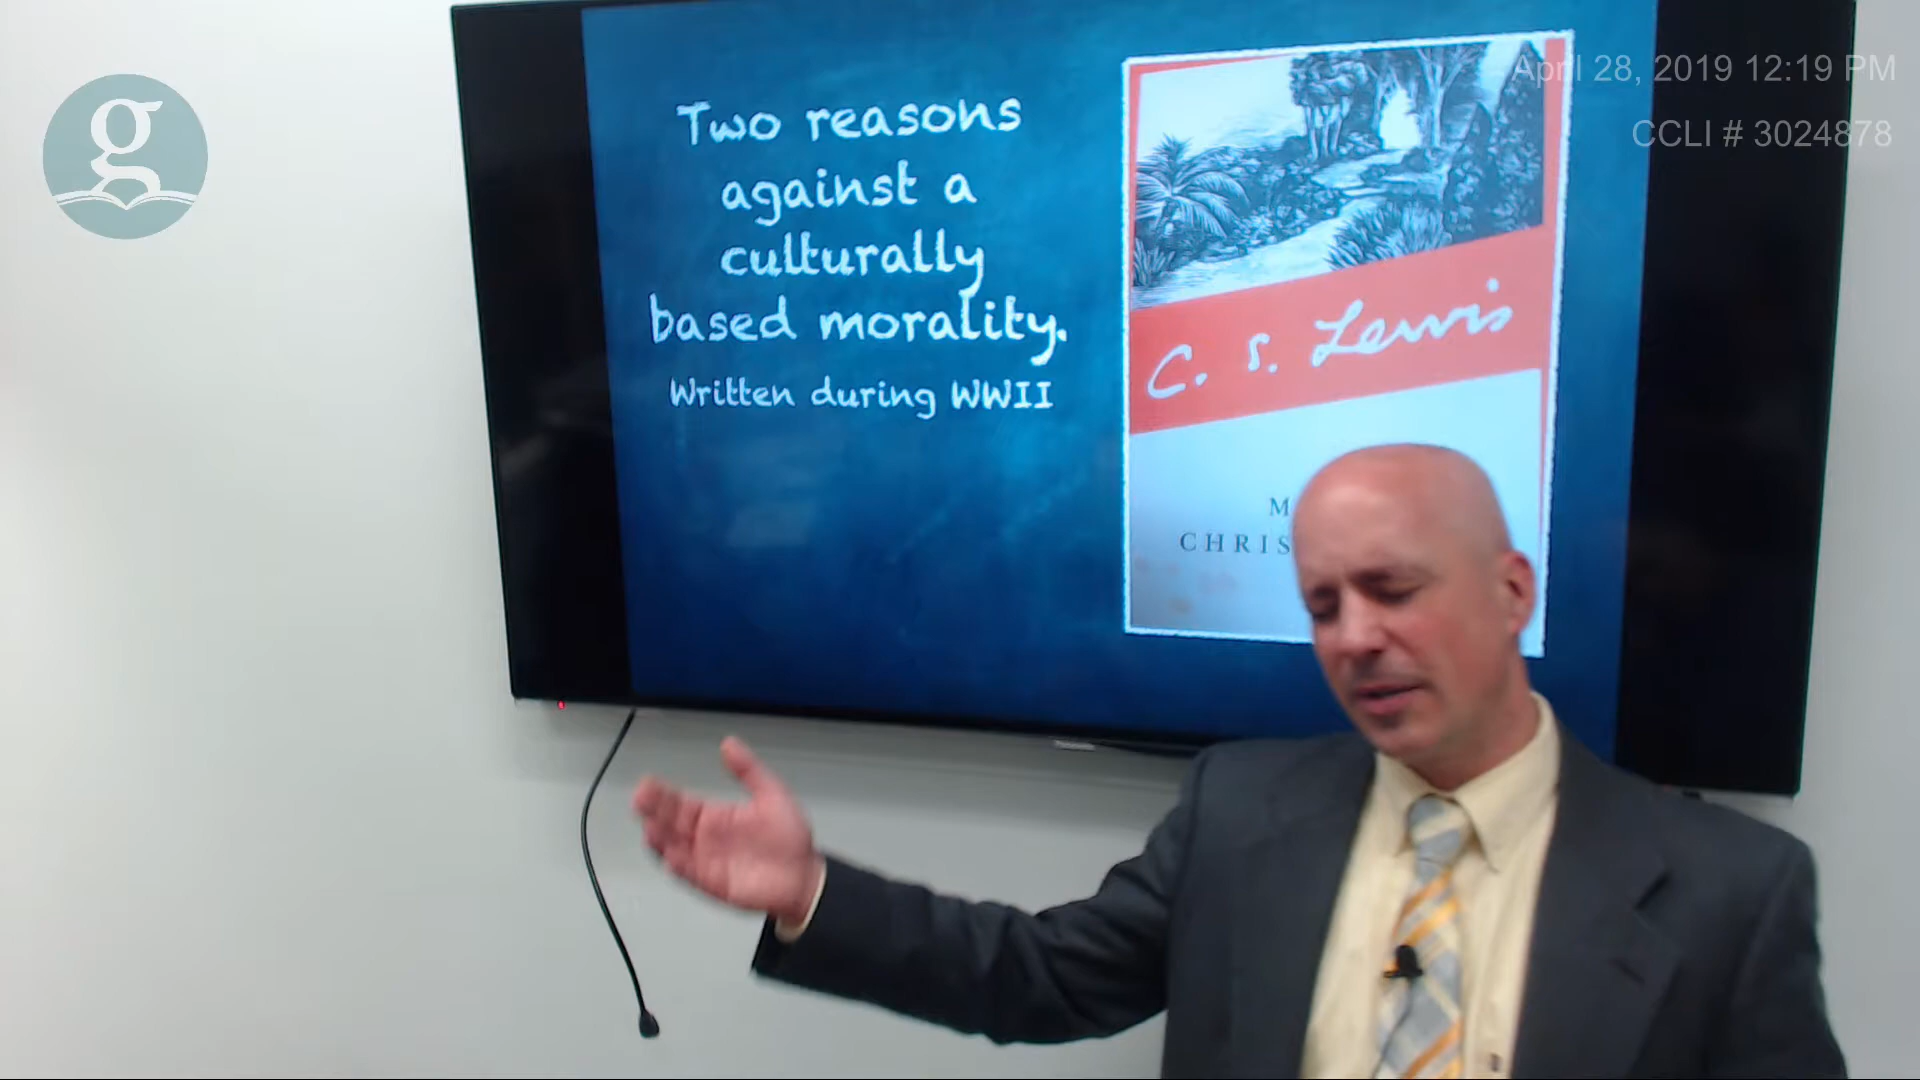 g
April 28, 2019 12:19 PM
CCLI # 3024878
Two reasons
against a
culturally
based morality.
Written during WWII
C. S. Lewis
M
CHRIS